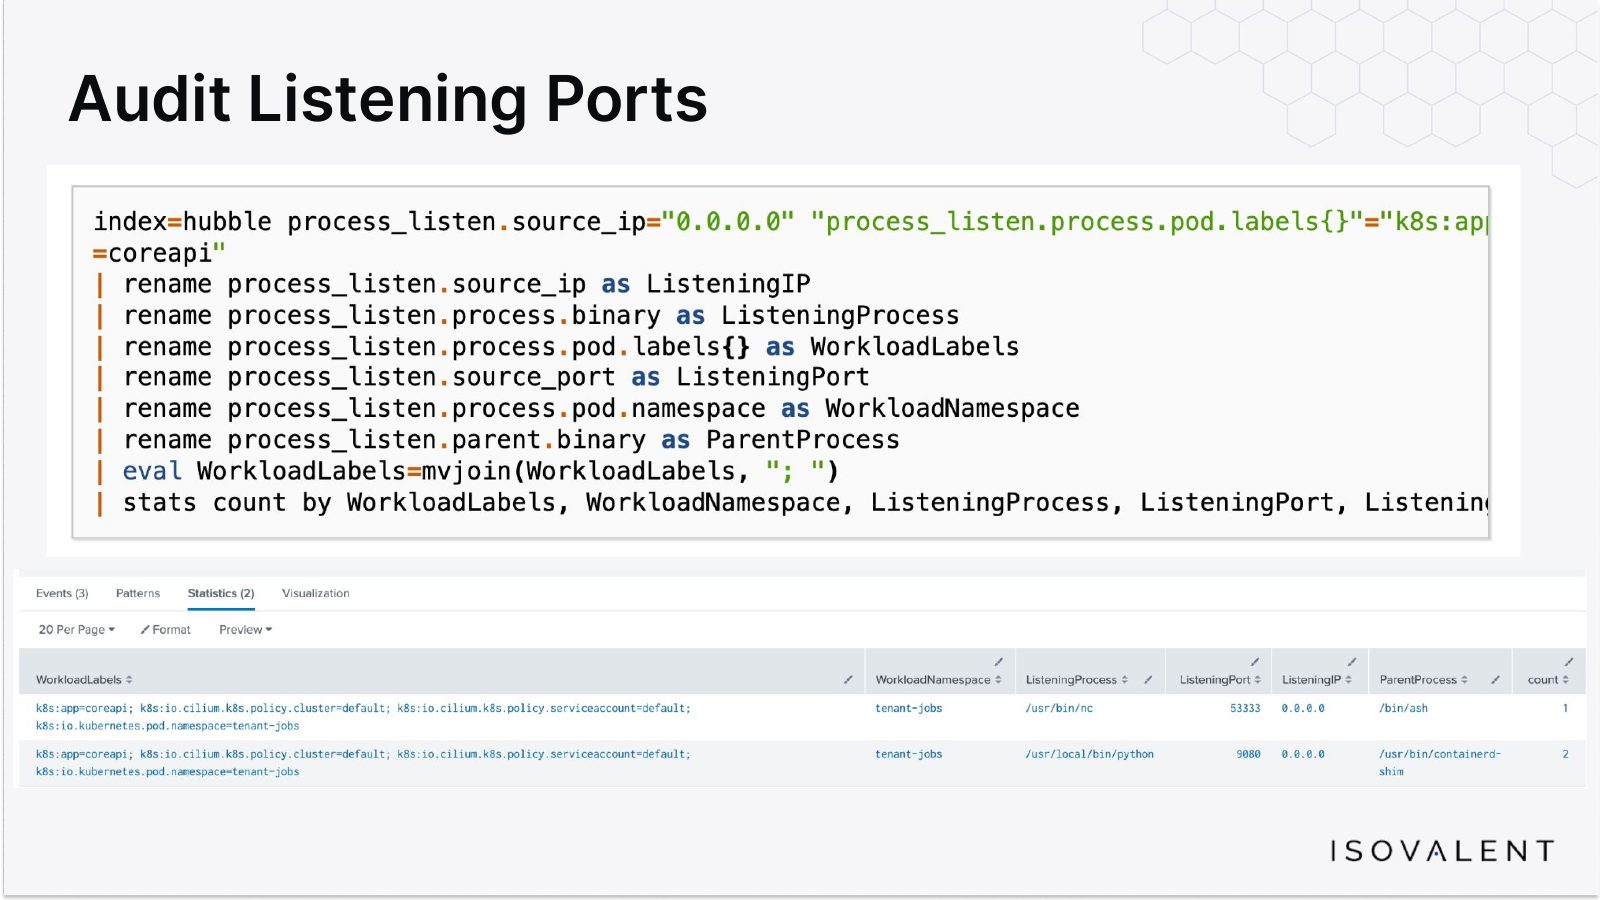 Audit Listening Ports
index=hubble process_listen.source_ip="0.0.0.0" "process_listen.process.pod.labels{}"="k8s:app
=coreapi"
| rename process_listen.source_ip as ListeningIP
| rename process_listen.process.binary as ListeningProcess
| rename process_listen.process.pod.labels{} as WorkloadLabels
| rename process_listen.source_port as ListeningPort
| rename process_listen.process.pod.namespace as WorkloadNamespace
| rename process_listen.parent.binary as ParentProcess
| eval WorkloadLabels=mvjoin(WorkloadLabels, "; ")
| stats count by WorkloadLabels, WorkloadNamespace, ListeningProcess, ListeningPort, Listening
Events (3) Patterns Statistics (2) Visualization
20 Per Page Format Preview
WorkloadLabels WorkloadNamespace ListeningProcess ListeningPort ListeningIP ParentProcess count
k8s:app=coreapi; k8s:io.cilium.k8s.policy.cluster=default; k8s:io.cilium.k8s.policy.serviceaccount=default; tenant-jobs /usr/bin/nc 53333 0.0.0.0 /bin/ash 1
k8s:io.kubernetes.pod.namespace=tenant-jobs
k8s:app=coreapi; k8s:io.cilium.k8s.policy.cluster=default; k8s:io.cilium.k8s.policy.serviceaccount=default; tenant-jobs /usr/local/bin/python 9080 0.0.0.0 /usr/bin/containerd- 2
k8s:io.kubernetes.pod.namespace=tenant-jobs shim
ISOVALENT